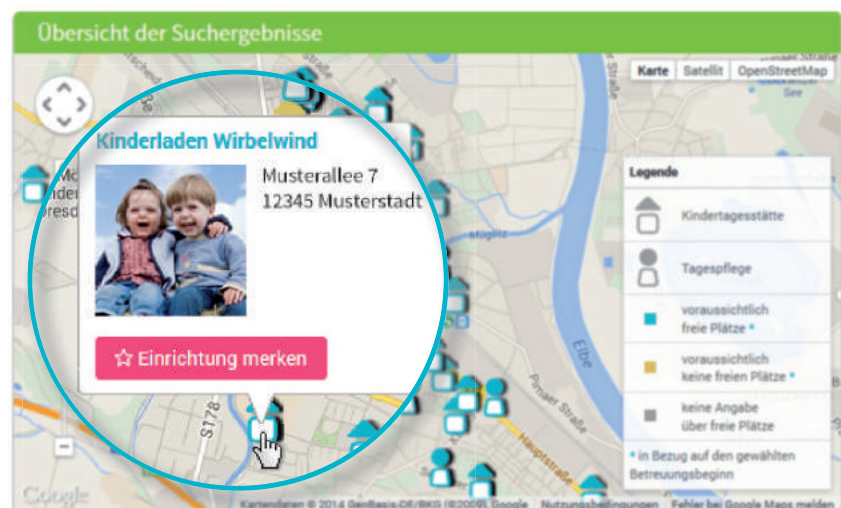 Übersicht der Suchergebnisse
Karte Satellit OpenStreetMap
See
Kinderladen Wirbelwind
Musterallee 7
12345 Musterstadt
Einrichtung merken
S178
Müglitz
Elbe
Pirnaer Straße
Hauptstraße
Legende
Kindertagesstätte
Tagespflege
voraussichtlich
freie Plätze *
voraussichtlich
keine freien Plätze *
keine Angabe
über freie Plätze
* in Bezug auf den gewählten
Betreuungsbeginn
Google
Kartendaten © 2014 GeoBasis-DE/BKG (©2009), Google Nutzungsbedingungen Fehler bei Google Maps melden